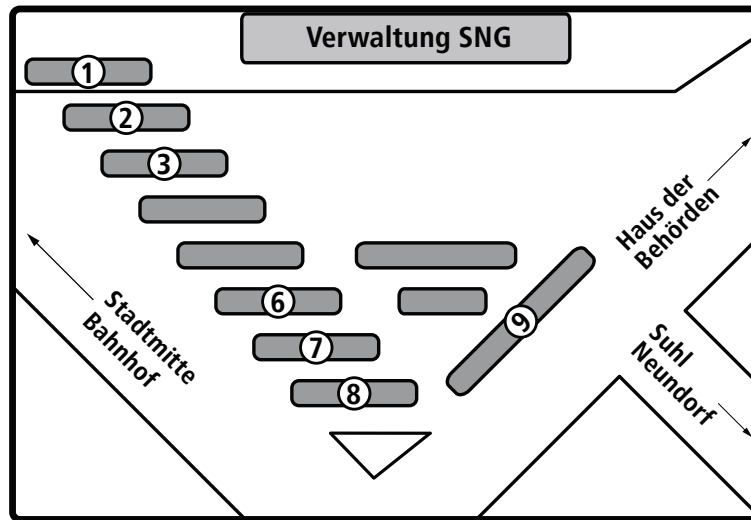 Verwaltung SNG
1
2
3
6
7
8
9
Stadtmitte
Bahnhof
Haus der
Behörden
Suhl
Neundorf